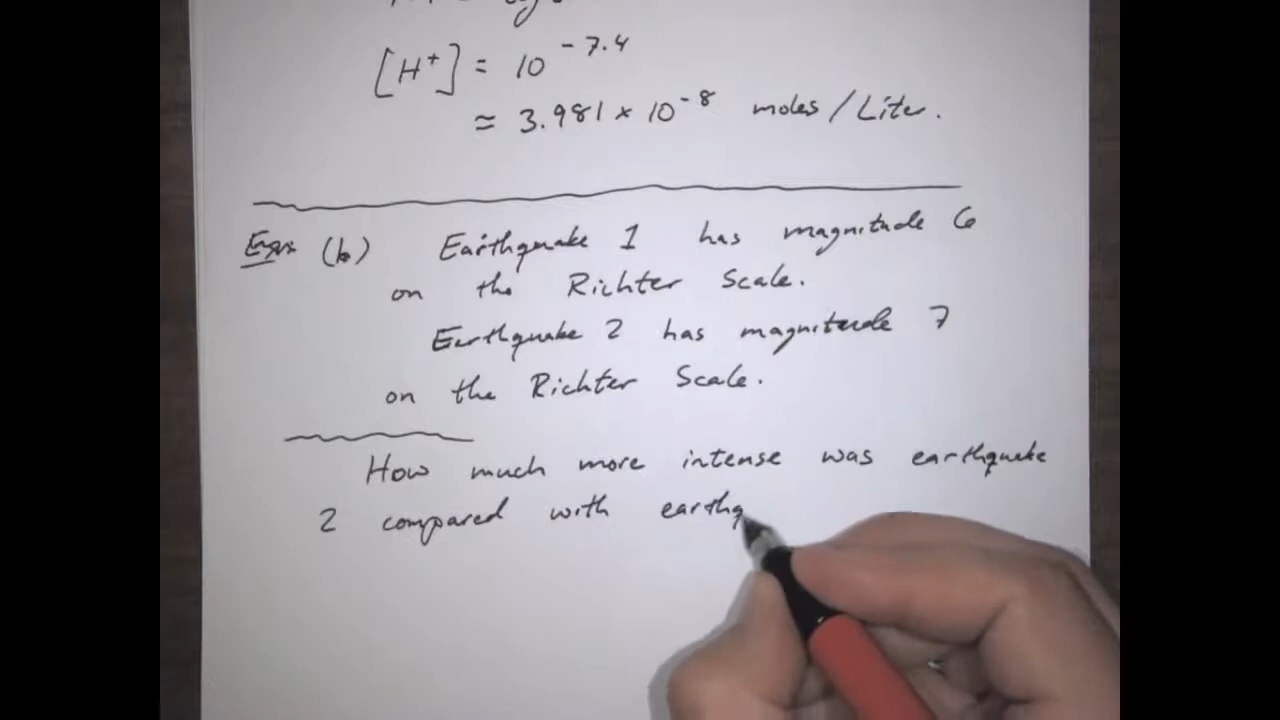 [H⁺] = 10⁻⁷·⁴
≈ 3.981 × 10⁻⁸ moles/Liter.
(b) Earthquake 1 has magnitude 6
on the Richter Scale.
Earthquake 2 has magnitude 7
on the Richter Scale.
How much more intense was earthquake
2 compared with earthq